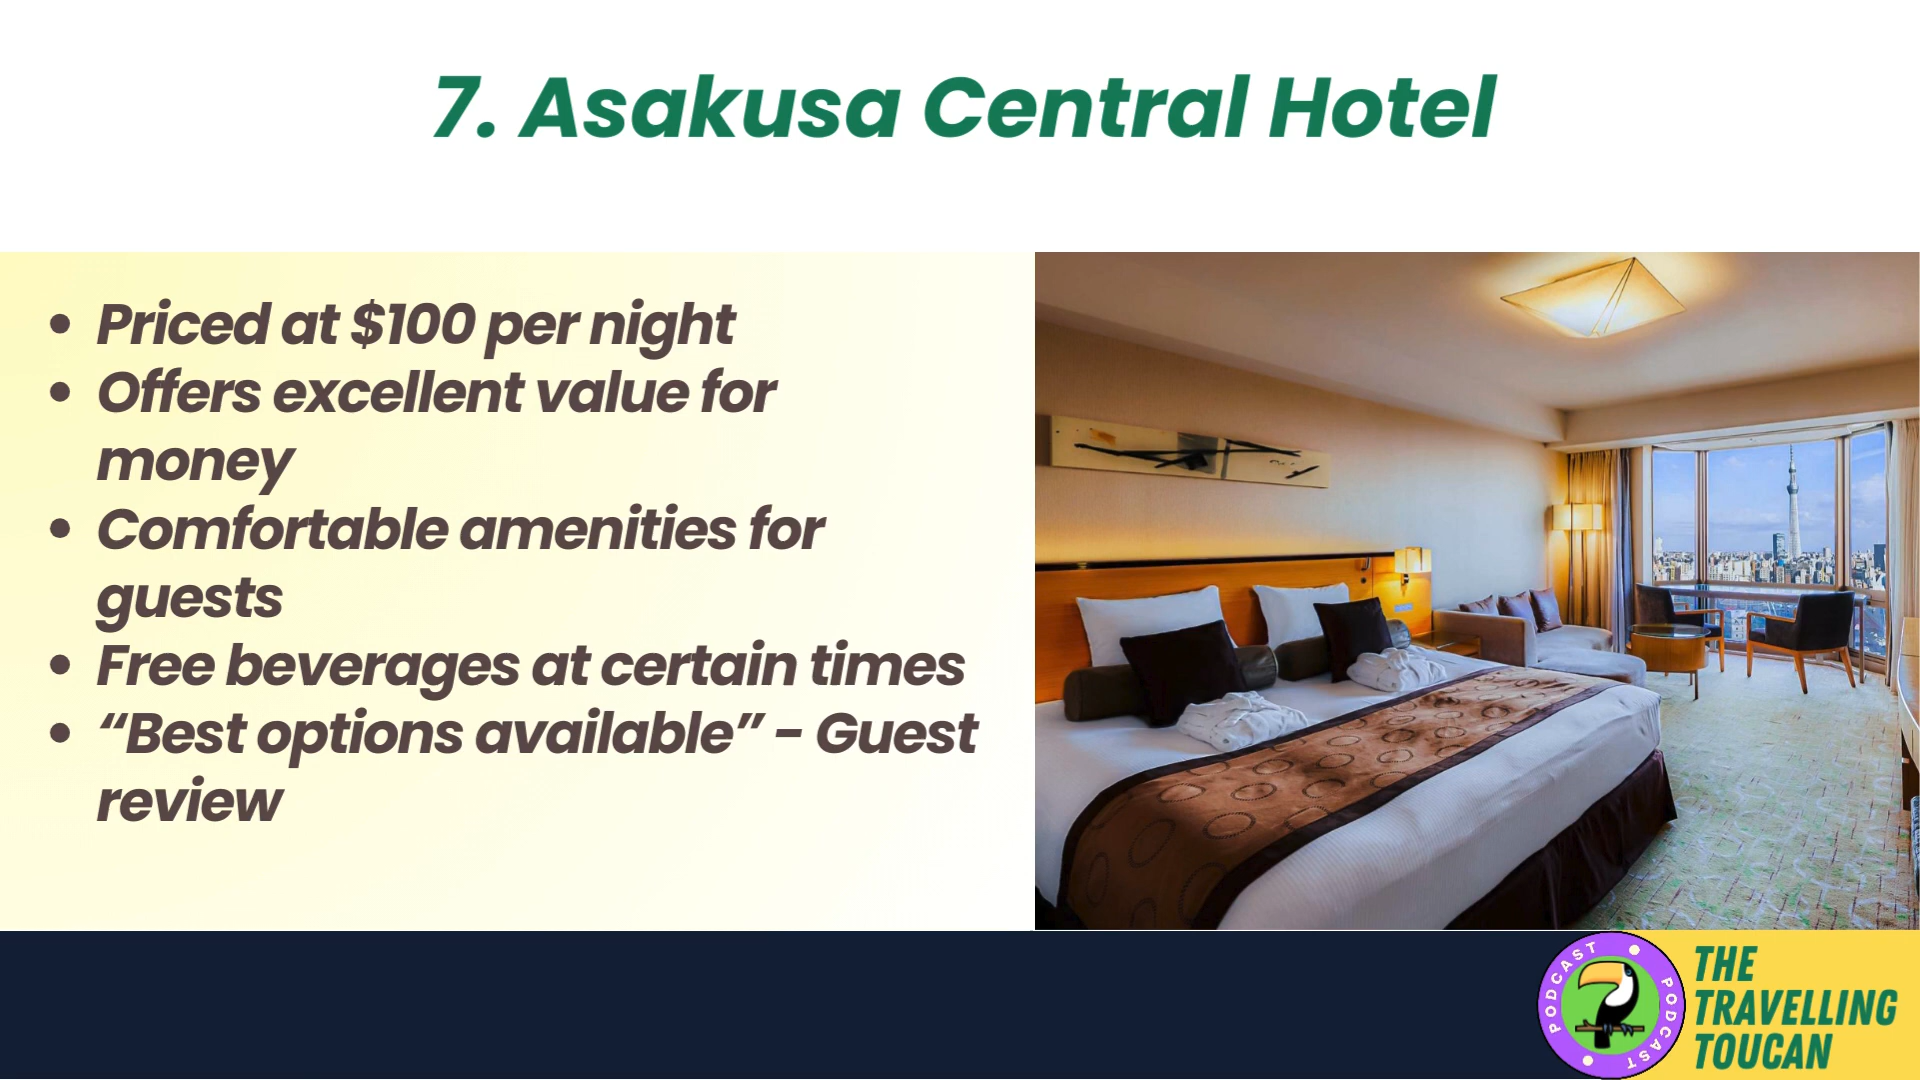 7. Asakusa Central Hotel
• Priced at $100 per night
• Offers excellent value for
money
• Comfortable amenities for
guests
• Free beverages at certain times
• “Best options available” - Guest
review
PODCAST • PODCAST •
THE
TRAVELLING
TOUCAN